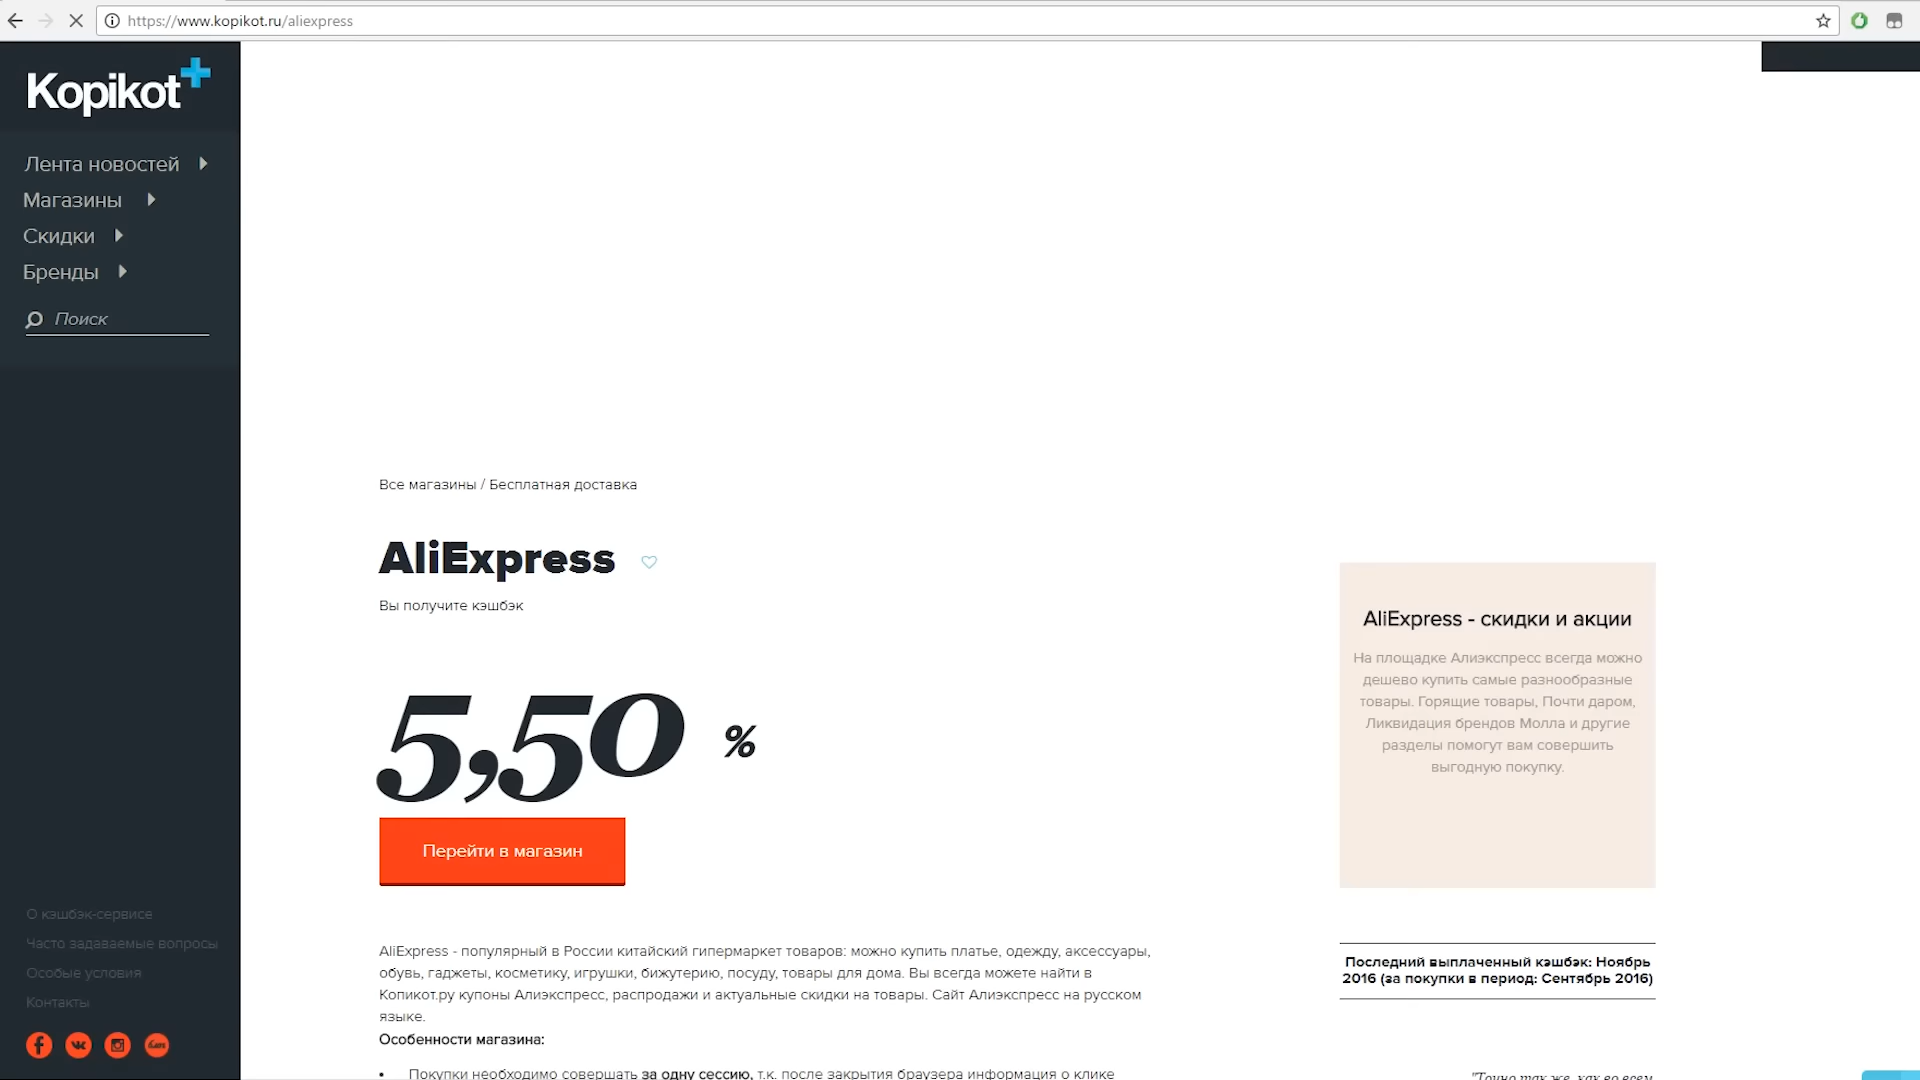 https://www.kopikot.ru/aliexpress
Kopikot
Лента новостей
Магазины
Скидки
Бренды
Поиск
Все магазины / Бесплатная доставка
AliExpress
Вы получите кэшбэк
5,50 %
Перейти в магазин
AliExpress - популярный в России китайский гипермаркет товаров: можно купить платье, одежду, аксессуары,
обувь, гаджеты, косметику, игрушки, бижутерию, посуду, товары для дома. Вы всегда можете найти в
Копикот.ру купоны Алиэкспресс, распродажи и актуальные скидки на товары. Сайт Алиэкспресс на русском
языке.
Особенности магазина:
• Покупки необходимо совершать за одну сессию, т.к. после закрытия браузера информация о клике
AliExpress - скидки и акции
На площадке Алиэкспресс всегда можно
дешево купить самые разнообразные
товары. Горящие товары, Почти даром,
Ликвидация брендов Молла и другие
разделы помогут вам совершить
выгодную покупку.
Последний выплаченный кэшбэк: Ноябрь
2016 (за покупки в период: Сентябрь 2016)
"Точно так же, как во всем
О кэшбэк-сервисе
Часто задаваемые вопросы
Особые условия
Контакты